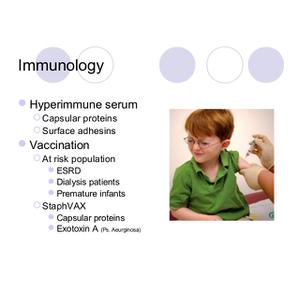 Immunology
Hyperimmune serum
Capsular proteins
Surface adhesins
Vaccination
At risk population
ESRD
Dialysis patients
Premature infants
StaphVAX
Capsular proteins
Exotoxin A (Ps. Aeurginosa)
G